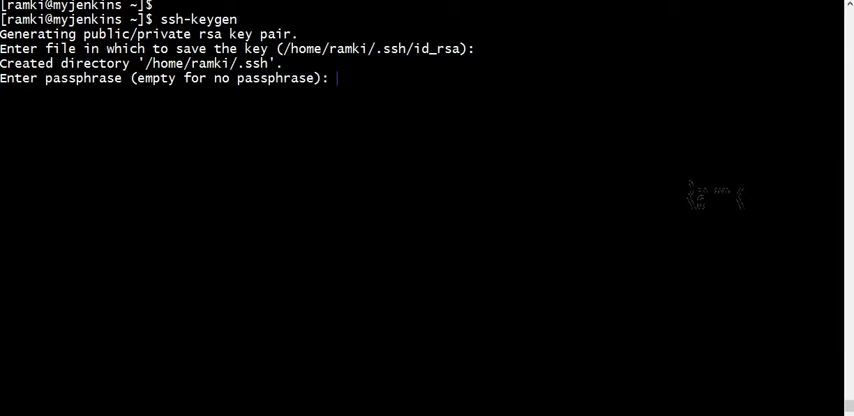 [ramki@myjenkins ~]$
[ramki@myjenkins ~]$ ssh-keygen
Generating public/private rsa key pair.
Enter file in which to save the key (/home/ramki/.ssh/id_rsa):
Created directory '/home/ramki/.ssh'.
Enter passphrase (empty for no passphrase):